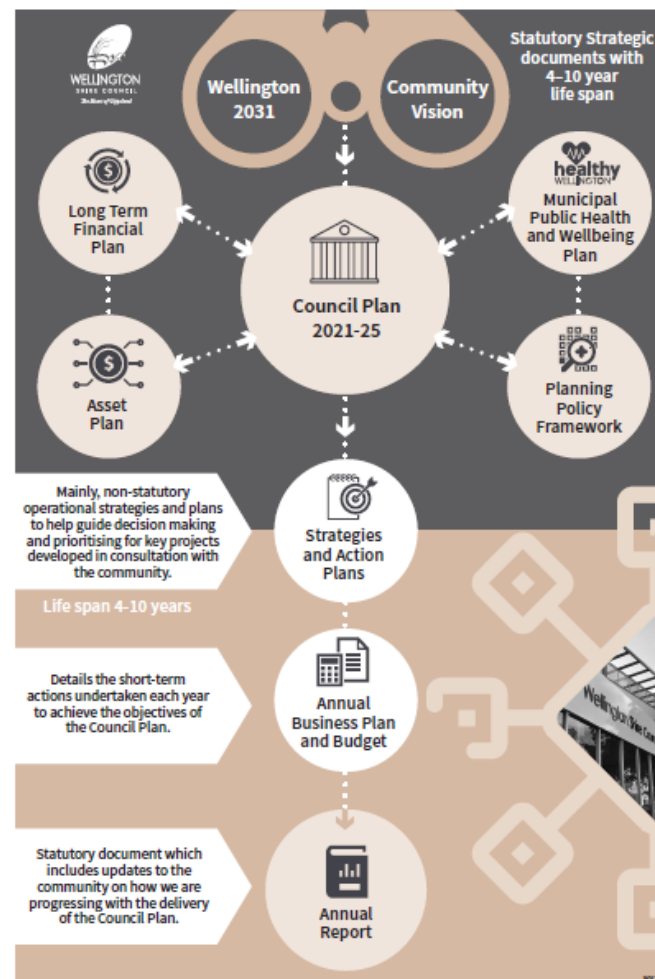 WELLINGTON
SHIRE COUNCIL
The Heart of Gippsland
Wellington
2031
Community
Vision
Statutory Strategic
documents with
4–10 year
life span
Long Term
Financial
Plan
healthy
WELLINGTON
Municipal
Public Health
and Wellbeing
Plan
Council Plan
2021-25
Asset
Plan
Planning
Policy
Framework
Mainly, non-statutory
operational strategies and plans
to help guide decision making
and prioritising for key projects
developed in consultation with
the community.
Strategies
and Action
Plans
Life span 4-10 years
Details the short-term
actions undertaken each year
to achieve the objectives of
the Council Plan.
Annual
Business Plan
and Budget
Wellington Shire Coun
Statutory document which
includes updates to the
community on how we are
progressing with the delivery
of the Council Plan.
Annual
Report